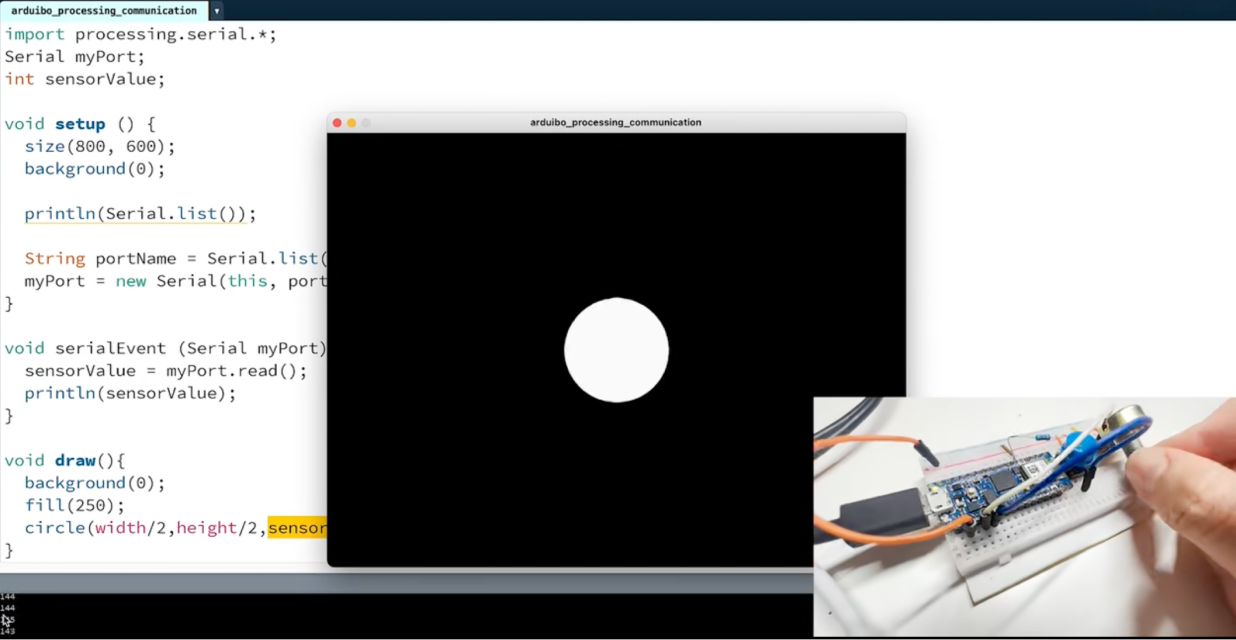 arduibo_processing_communication
import processing.serial.*;
Serial myPort;
int sensorValue;
void setup () {
size(800, 600);
background(0);
println(Serial.list());
String portName = Serial.list(
myPort = new Serial(this, port
}
void serialEvent (Serial myPort)
sensorValue = myPort.read();
println(sensorValue);
}
void draw(){
background(0);
fill(250);
circle(width/2,height/2,sensor
}
arduibo_processing_communication
144
144
143